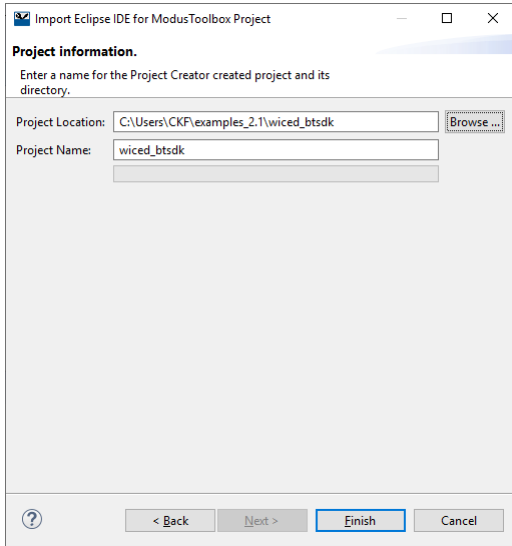 Import Eclipse IDE for ModusToolbox Project
Project information.
Enter a name for the Project Creator created project and its
directory.
Project Location: C:\Users\CKF\examples_2.1\wiced_btsdk Browse ...
Project Name: wiced_btsdk
? < Back Next > Finish Cancel